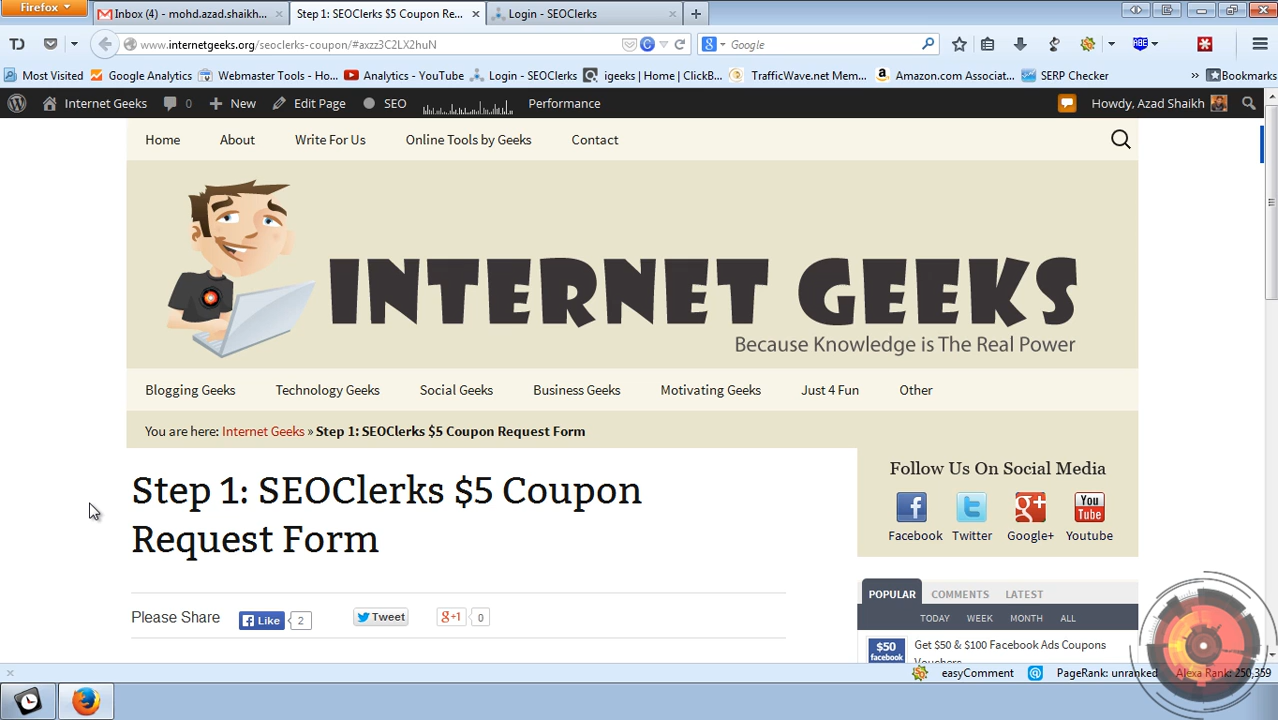 Firefox
Inbox (4) - mohd.azad.shaikh...
Step 1: SEOClerks $5 Coupon Re...
Login - SEOClerks
www.internetgeeks.org/seoclerks-coupon/#axzz3C2LX2huN
Google
Most Visited
Google Analytics
Webmaster Tools - Ho...
Analytics - YouTube
Login - SEOClerks
igeeks | Home | ClickB...
TrafficWave.net Mem...
Amazon.com Associat...
SERP Checker
Bookmarks
Internet Geeks
0
New
Edit Page
SEO
Performance
Howdy, Azad Shaikh
Home
About
Write For Us
Online Tools by Geeks
Contact
INTERNET GEEKS
Because Knowledge is The Real Power
Blogging Geeks
Technology Geeks
Social Geeks
Business Geeks
Motivating Geeks
Just 4 Fun
Other
You are here: Internet Geeks » Step 1: SEOClerks $5 Coupon Request Form
Step 1: SEOClerks $5 Coupon
Request Form
Please Share
Like
2
Tweet
+1
0
Follow Us On Social Media
You
Tube
Facebook
Twitter
Google+
Youtube
POPULAR
COMMENTS
LATEST
TODAY
WEEK
MONTH
ALL
$50
facebook
Get $50 & $100 Facebook Ads Coupons
easyComment
PageRank: unranked
Alexa Rank: 250,359